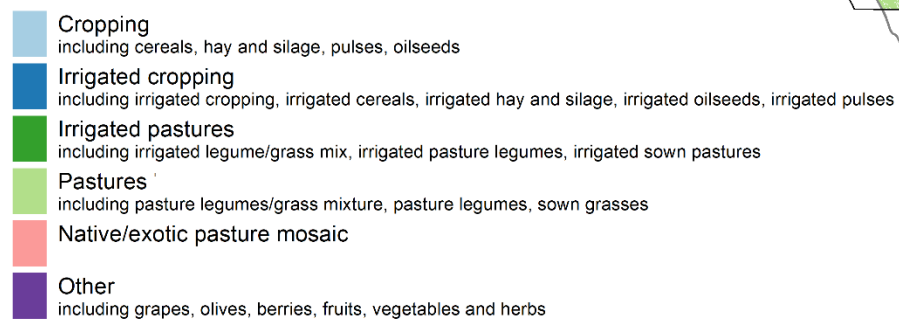 Cropping
including cereals, hay and silage, pulses, oilseeds
Irrigated cropping
including irrigated cropping, irrigated cereals, irrigated hay and silage, irrigated oilseeds, irrigated pulses
Irrigated pastures
including irrigated legume/grass mix, irrigated pasture legumes, irrigated sown pastures
Pastures
including pasture legumes/grass mixture, pasture legumes, sown grasses
Native/exotic pasture mosaic
Other
including grapes, olives, berries, fruits, vegetables and herbs